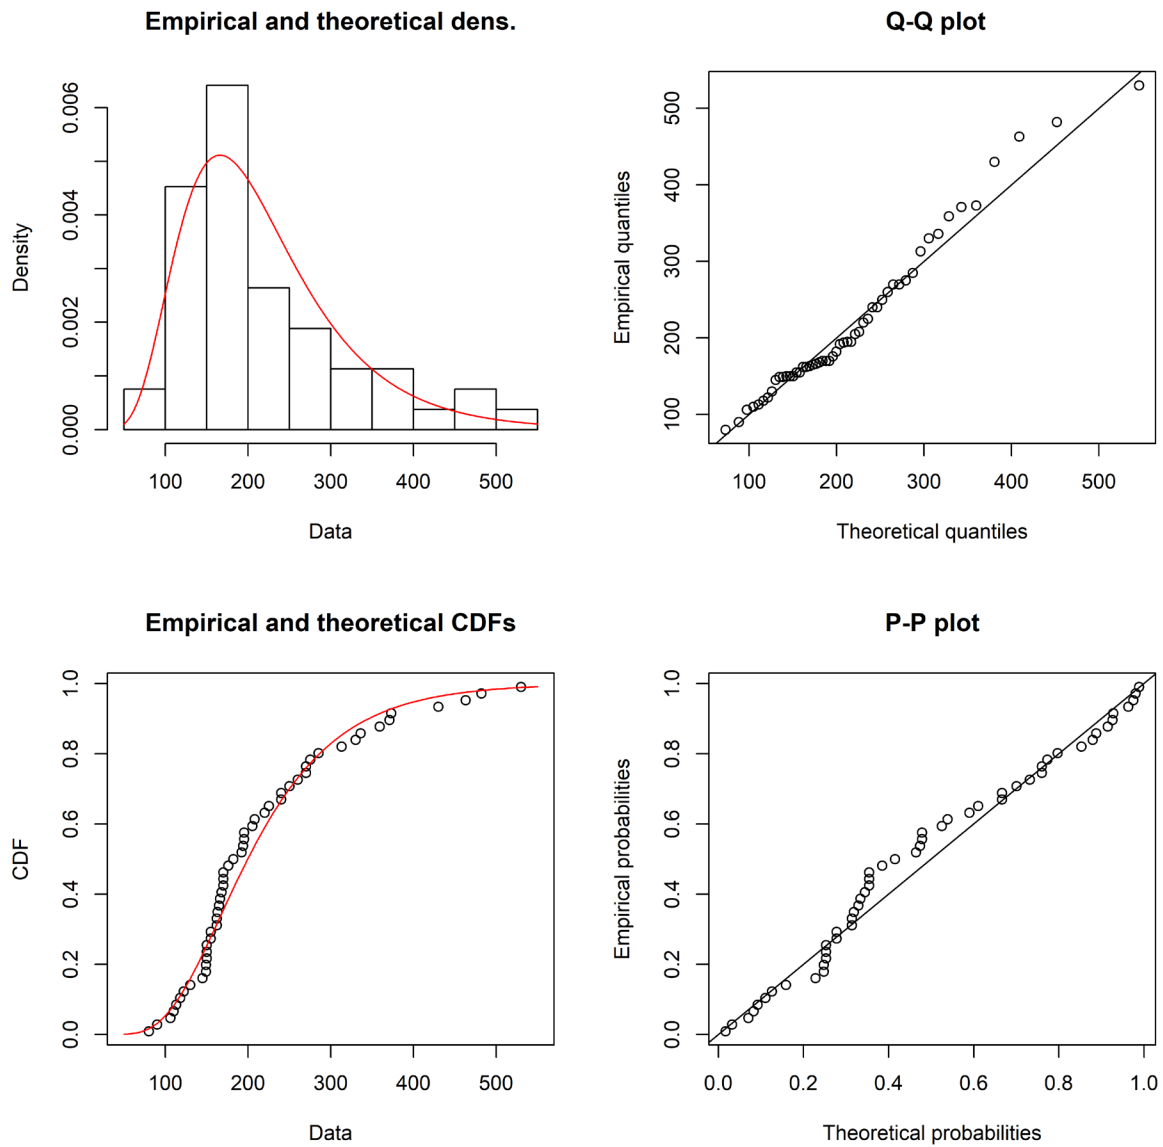 Empirical and theoretical dens.
Density
0.000 0.002 0.004 0.006
100 200 300 400 500
Data
Q-Q plot
Empirical quantiles
100 200 300 400 500
100 200 300 400 500
Theoretical quantiles
Empirical and theoretical CDFs
CDF
0.0 0.2 0.4 0.6 0.8 1.0
100 200 300 400 500
Data
P-P plot
Empirical probabilities
0.0 0.2 0.4 0.6 0.8 1.0
0.0 0.2 0.4 0.6 0.8 1.0
Theoretical probabilities